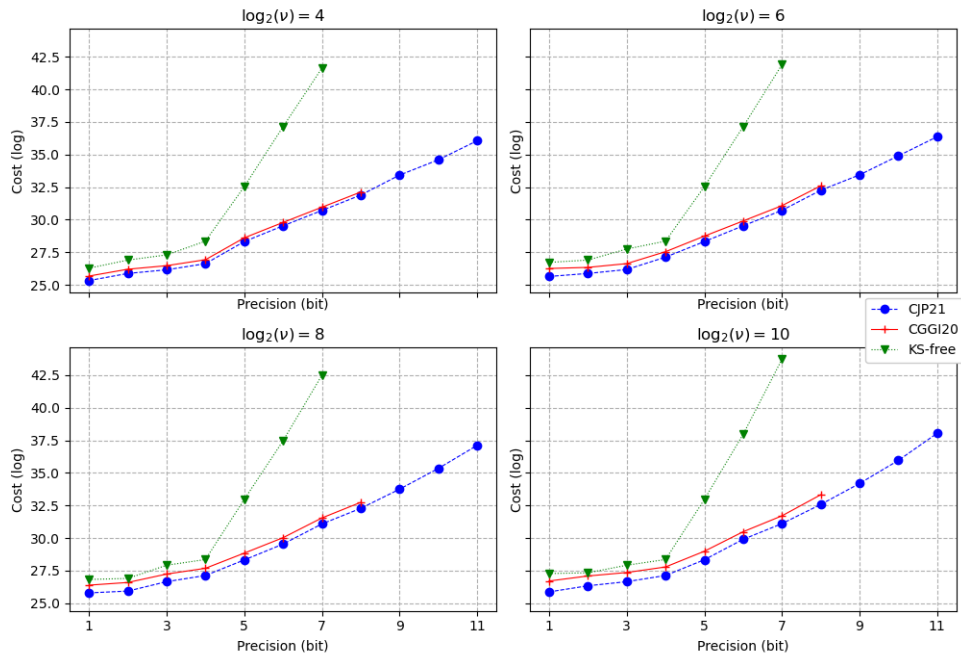 log₂(ν) = 4
log₂(ν) = 6
42.5
40.0
37.5
35.0
32.5
30.0
27.5
25.0
Cost (log)
Cost (log)
Precision (bit)
Precision (bit)
CJP21
CGGI20
KS-free
log₂(ν) = 8
log₂(ν) = 10
42.5
40.0
37.5
35.0
32.5
30.0
27.5
25.0
Cost (log)
Cost (log)
1 3 5 7 9 11
1 3 5 7 9 11
Precision (bit)
Precision (bit)